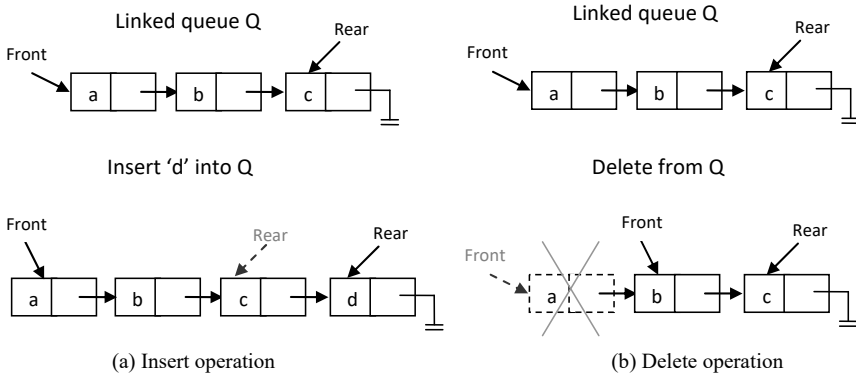 Linked queue Q
Rear
Front
a b c
Insert ‘d’ into Q
Front
Rear
Rear
a b c d
(a) Insert operation
Linked queue Q
Rear
Front
a b c
Delete from Q
Front
Front
Rear
a b c
(b) Delete operation